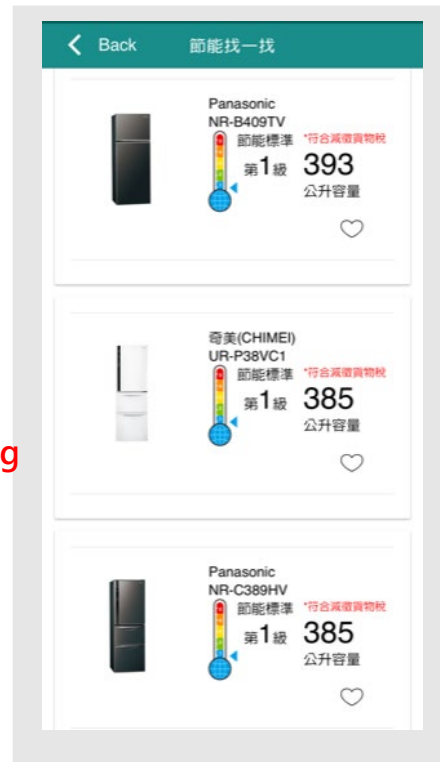 Back 節能找一找
Panasonic
NR-B409TV
節能標準 *符合減徵貨物稅
第1級 393
公升容量
奇美(CHIMEI)
UR-P38VC1
節能標準 *符合減徵貨物稅
第1級 385
公升容量
g
Panasonic
NR-C389HV
節能標準 *符合減徵貨物稅
第1級 385
公升容量